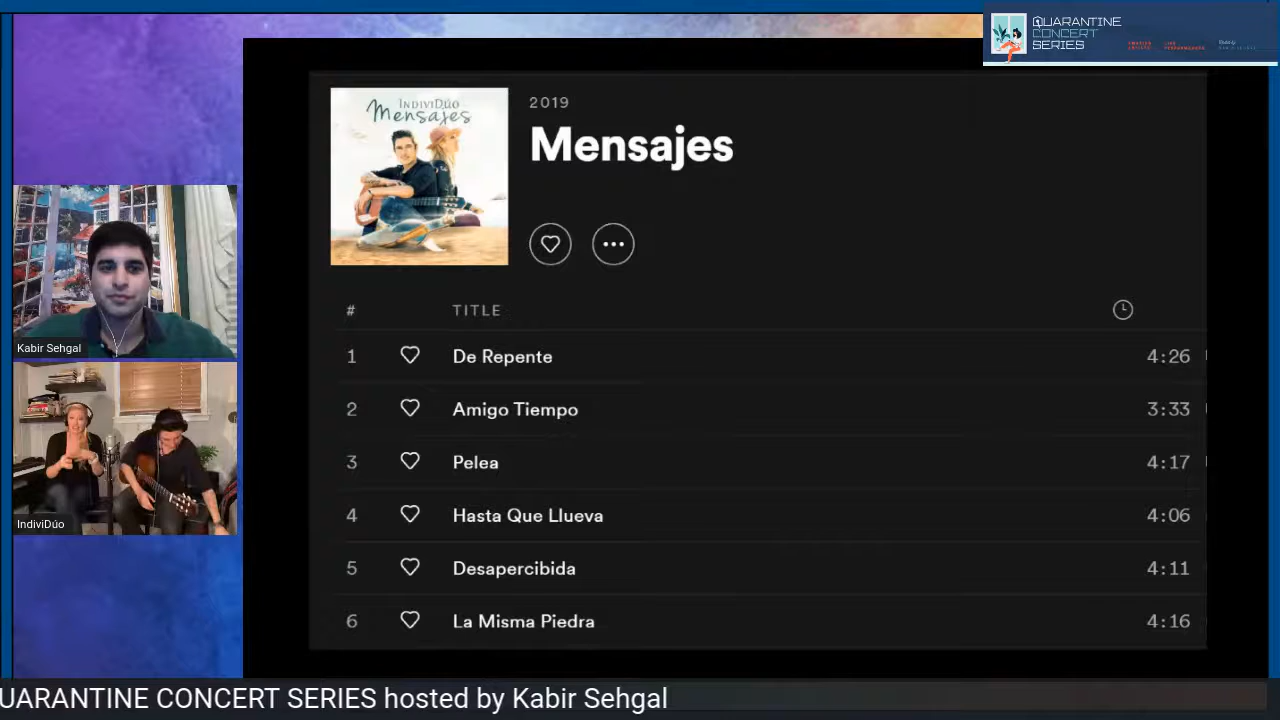 QUARANTINE
CONCERT
SERIES
2019
Mensajes
INDIVIDÚO
Mensajes
# TITLE
1 De Repente 4:26
2 Amigo Tiempo 3:33
3 Pelea 4:17
4 Hasta Que Llueva 4:06
5 Desapercibida 4:11
6 La Misma Piedra 4:16
Kabir Sehgal
IndiviDúo
UARANTINE CONCERT SERIES hosted by Kabir Sehgal